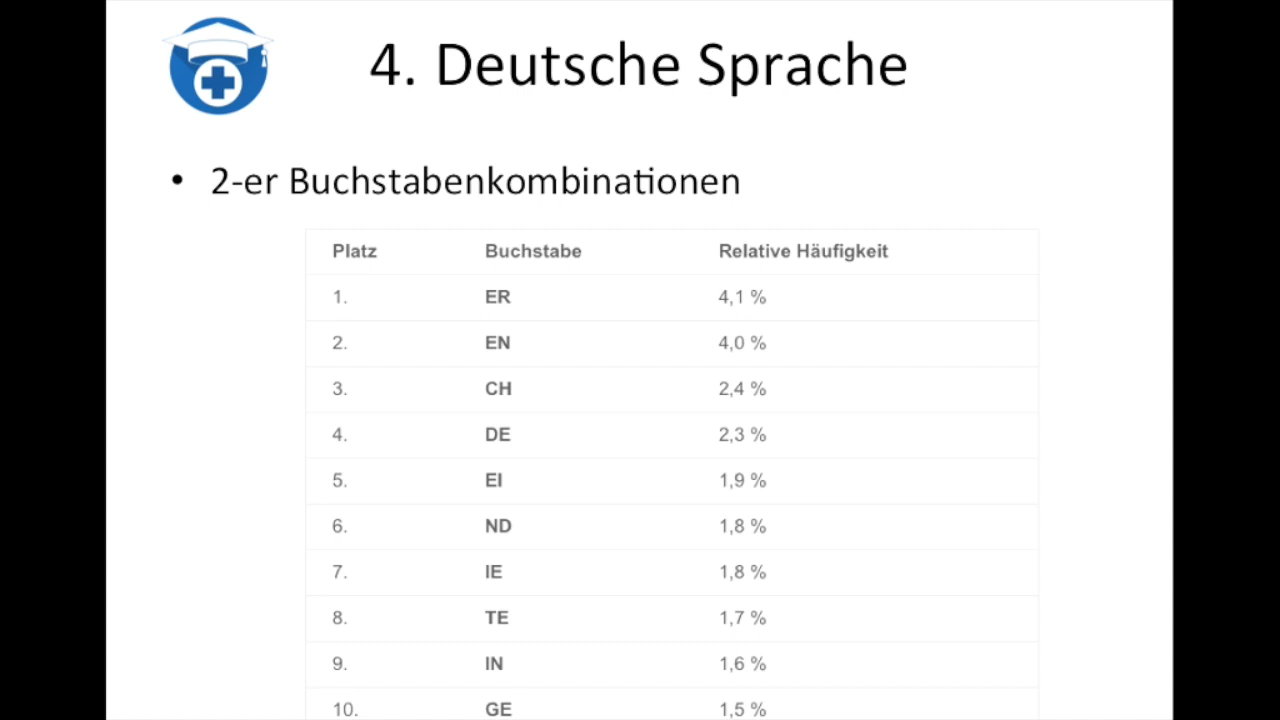 4. Deutsche Sprache
• 2-er Buchstabenkombinationen
Platz Buchstabe Relative Häufigkeit
1. ER 4,1 %
2. EN 4,0 %
3. CH 2,4 %
4. DE 2,3 %
5. EI 1,9 %
6. ND 1,8 %
7. IE 1,8 %
8. TE 1,7 %
9. IN 1,6 %
10. GE 1,5 %